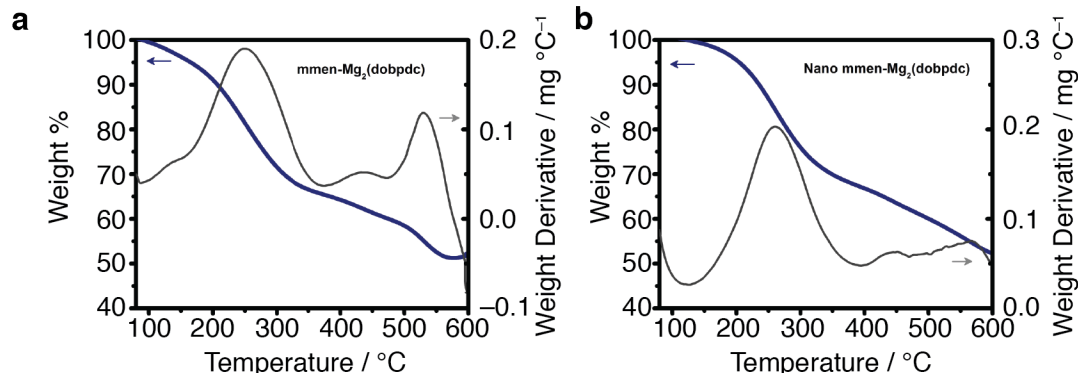 a
mmen-Mg₂(dobpdc)
Weight %
100
90
80
70
60
50
40
100 200 300 400 500 600
Temperature / °C
0.2
0.1
0.0
−0.1
Weight Derivative / mg °C⁻¹
b
Nano mmen-Mg₂(dobpdc)
Weight %
100
90
80
70
60
50
40
100 200 300 400 500 600
Temperature / °C
0.3
0.2
0.1
0.0
Weight Derivative / mg °C⁻¹